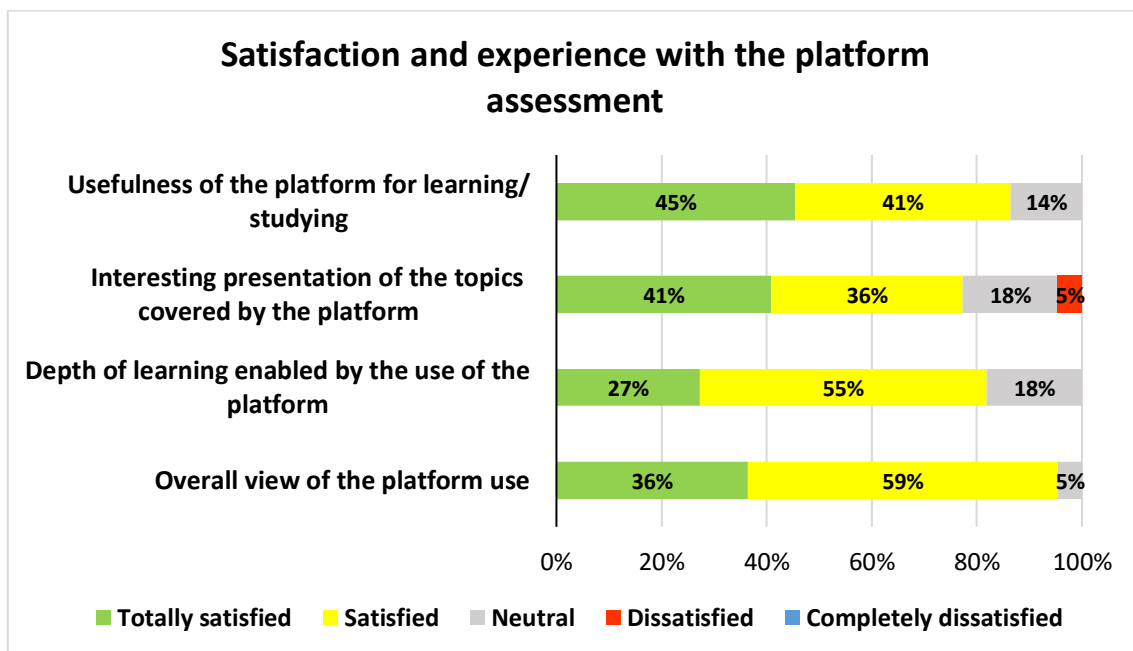 Satisfaction and experience with the platform
assessment
Usefulness of the platform for learning/
studying
45% 41% 14%
Interesting presentation of the topics
covered by the platform
41% 36% 18% 5%
Depth of learning enabled by the use of the
platform
27% 55% 18%
Overall view of the platform use
36% 59% 5%
0% 20% 40% 60% 80% 100%
Totally satisfied Satisfied Neutral Dissatisfied Completely dissatisfied